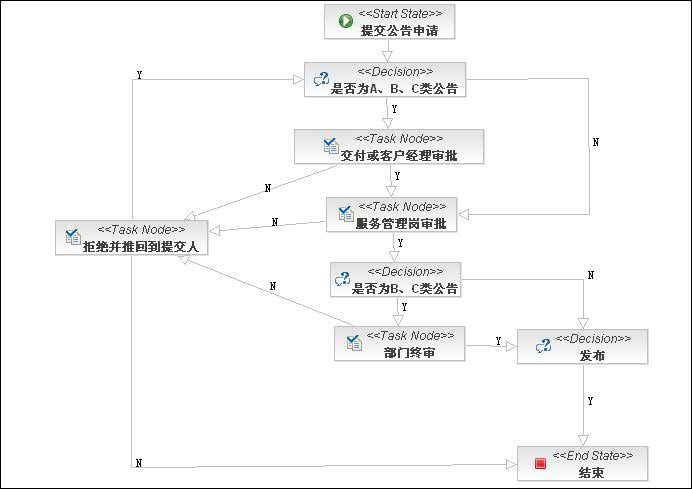 <<Start State>>
提交公告申请
Y
<<Decision>>
是否为A、B、C类公告
Y
N
<<Task Node>>
交付或客户经理审批
N
Y
<<Task Node>>
服务管理岗审批
N
<<Task Node>>
拒绝并推回到提交人
Y
<<Decision>>
是否为B、C类公告
N
N
Y
<<Task Node>>
部门终审
Y
<<Decision>>
发布
Y
N
<<End State>>
结束